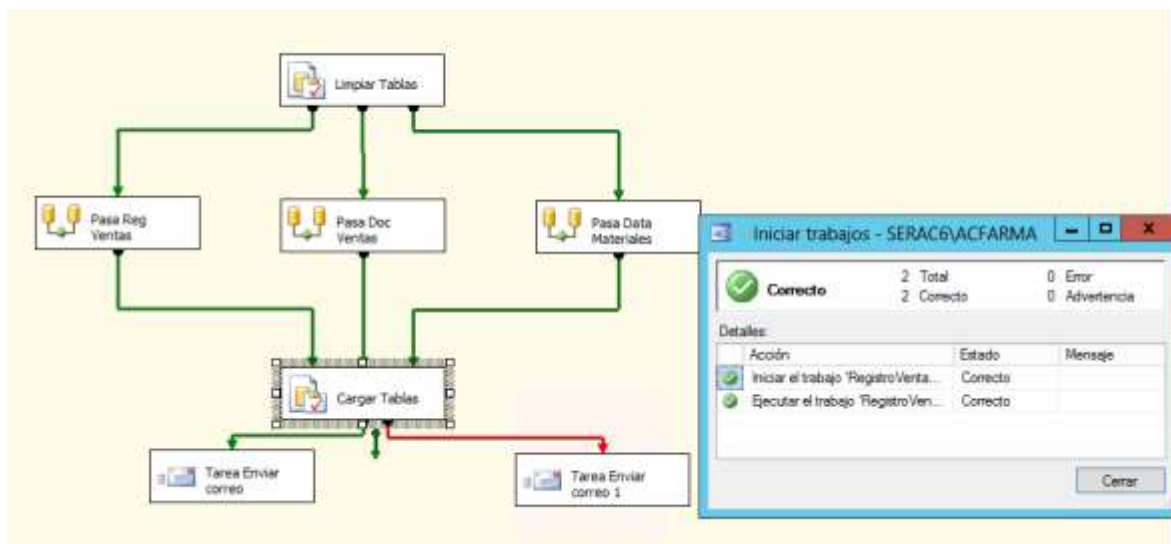 Limpiar Tablas
Pasa Reg
Ventas
Pasa Doc
Ventas
Pasa Data
Materiales
Cargar Tablas
Tarea Enviar
correo
Tarea Enviar
correo 1
Iniciar trabajos - SERAC6\ACFARMA
Correcto
2 Total
0 Error
2 Correcto
0 Advertencia
Detalles:
Acción Estado Mensaje
Iniciar el trabajo 'RegistroVenta... Correcto
Ejecutar el trabajo 'RegistroVen... Correcto
Cerrar